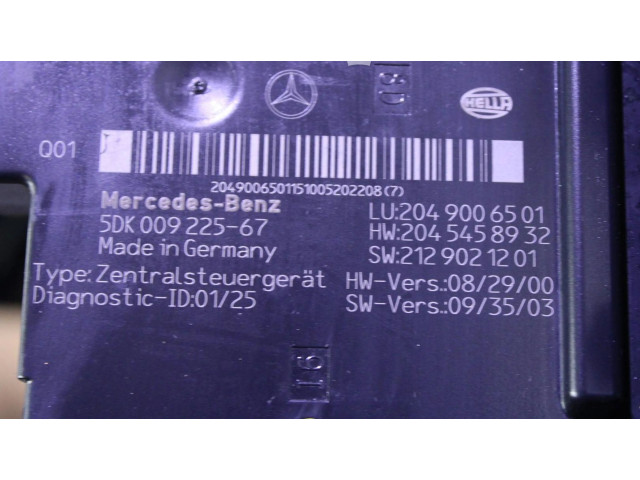 08
HELLA
Q01
2049006501151005202208(7)
Mercedes-Benz
5DK 009 225-67
Made in Germany
LU:204 900 65 01
HW:204 545 89 32
SW:212 902 12 01
Type: Zentralsteuergerät
Diagnostic-ID:01/25
HW-Vers.:08/29/00
SW-Vers.:09/35/03